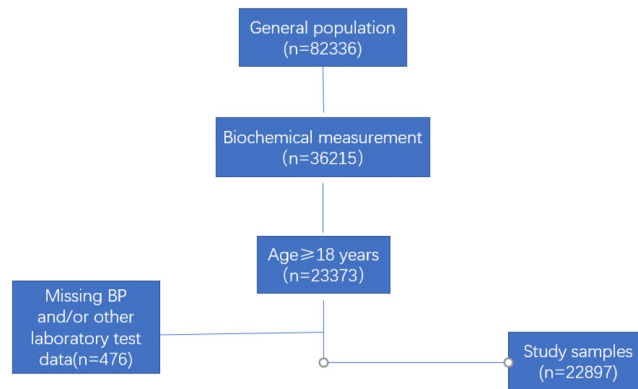 General population
(n=82336)
Biochemical measurement
(n=36215)
Age≥18 years
(n=23373)
Missing BP
and/or other
laboratory test
data(n=476)
Study samples
(n=22897)